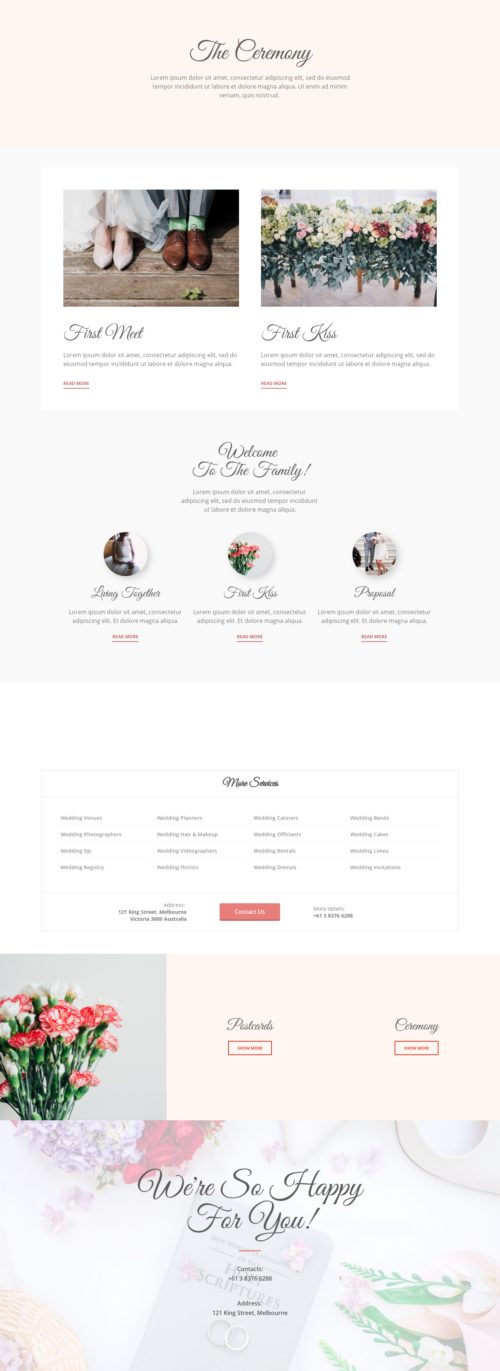 The Ceremony
Lorem ipsum dolor sit amet, consectetur adipiscing elit, sed do eiusmod
tempor incididunt ut labore et dolore magna aliqua. Ut enim ad minim
veniam, quis nostrud.
First Meet
Lorem ipsum dolor sit amet, consectetur adipiscing elit, sed do
eiusmod tempor incididunt ut labore et dolore magna aliqua.
READ MORE
First Kiss
Lorem ipsum dolor sit amet, consectetur adipiscing elit, sed do
eiusmod tempor incididunt ut labore et dolore magna aliqua.
READ MORE
Welcome
To The Family!
Lorem ipsum dolor sit amet, consectetur
adipiscing elit, sed do eiusmod tempor incididunt
ut labore et dolore magna aliqua.
Living Together
Lorem ipsum dolor sit amet, consectetur
adipiscing elit. Et dolore magna aliqua.
READ MORE
First Kiss
Lorem ipsum dolor sit amet, consectetur
adipiscing elit. Et dolore magna aliqua.
READ MORE
Proposal
Lorem ipsum dolor sit amet, consectetur
adipiscing elit. Et dolore magna aliqua.
READ MORE
More Services
Wedding Venues
Wedding Planners
Wedding Caterers
Wedding Bands
Wedding Photographers
Wedding Hair & Makeup
Wedding Officiants
Wedding Cakes
Wedding Djs
Wedding Videographers
Wedding Rentals
Wedding Limos
Wedding Registry
Wedding Florists
Wedding Dresses
Wedding Invitations
Address:
121 King Street, Melbourne
Victoria 3000 Australia
Contact Us
More details:
+61 3 8376 6288
Postcards
SHOW MORE
Ceremony
SHOW MORE
We're So Happy
For You!
Contacts:
+61 3 8376 6288
Address:
121 King Street, Melbourne
NEW WORLD
SCRIPTURES